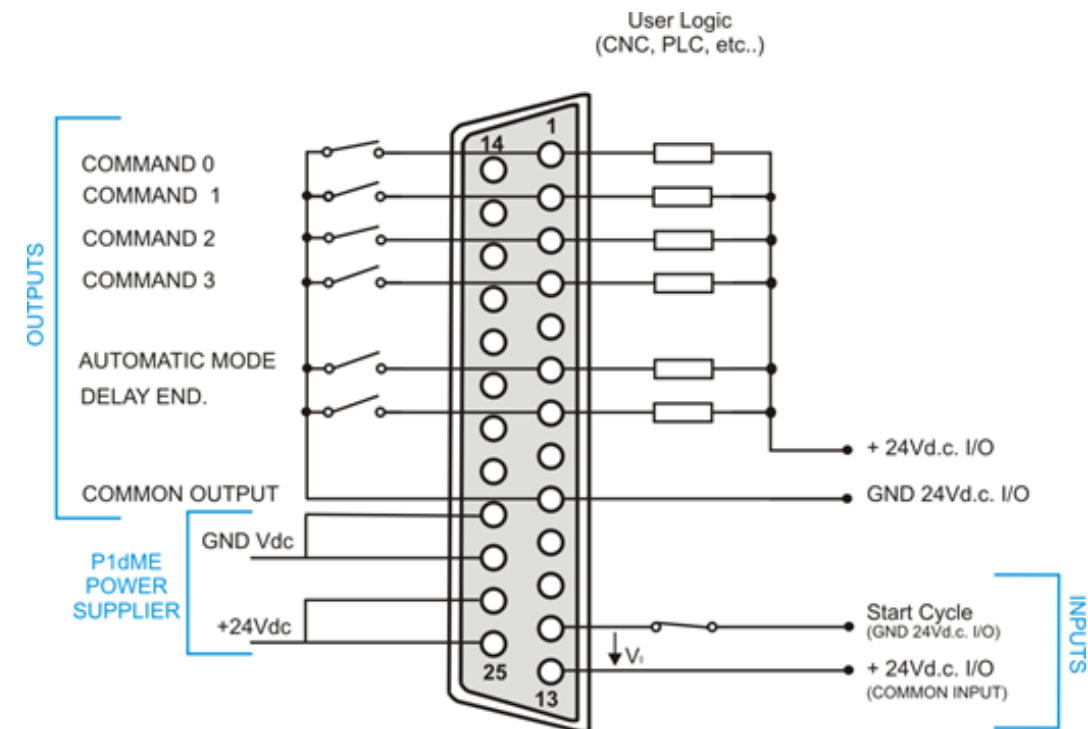 User Logic
(CNC, PLC, etc..)
OUTPUTS
COMMAND 0
COMMAND 1
COMMAND 2
COMMAND 3
AUTOMATIC MODE
DELAY END.
COMMON OUTPUT
14
1
+ 24Vd.c. I/O
GND 24Vd.c. I/O
P1dME
POWER
SUPPLIER
GND Vdc
+24Vdc
25
13
VI
Start Cycle
(GND 24Vd.c. I/O)
+ 24Vd.c. I/O
(COMMON INPUT)
INPUTS